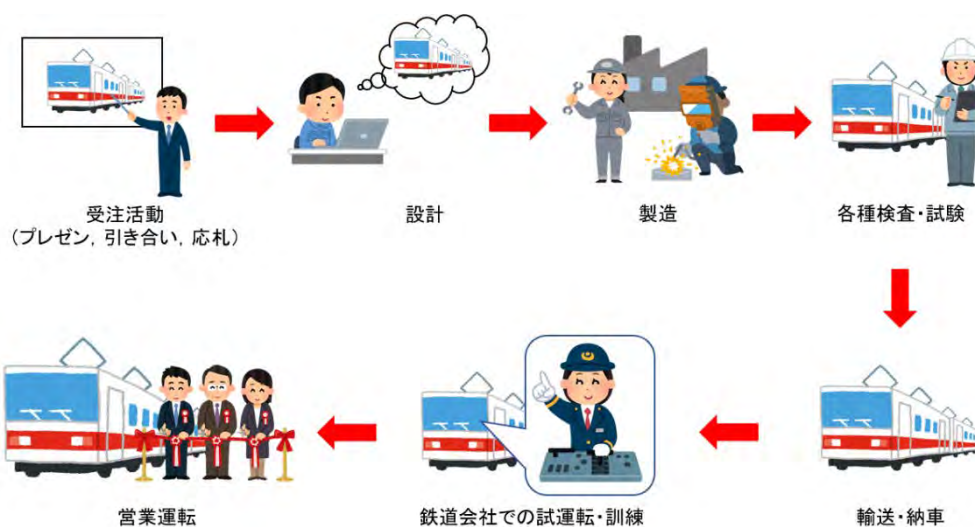 受注活動
（プレゼン，引き合い，応札）
設計
製造
各種検査・試験
輸送・納車
鉄道会社での試運転・訓練
営業運転